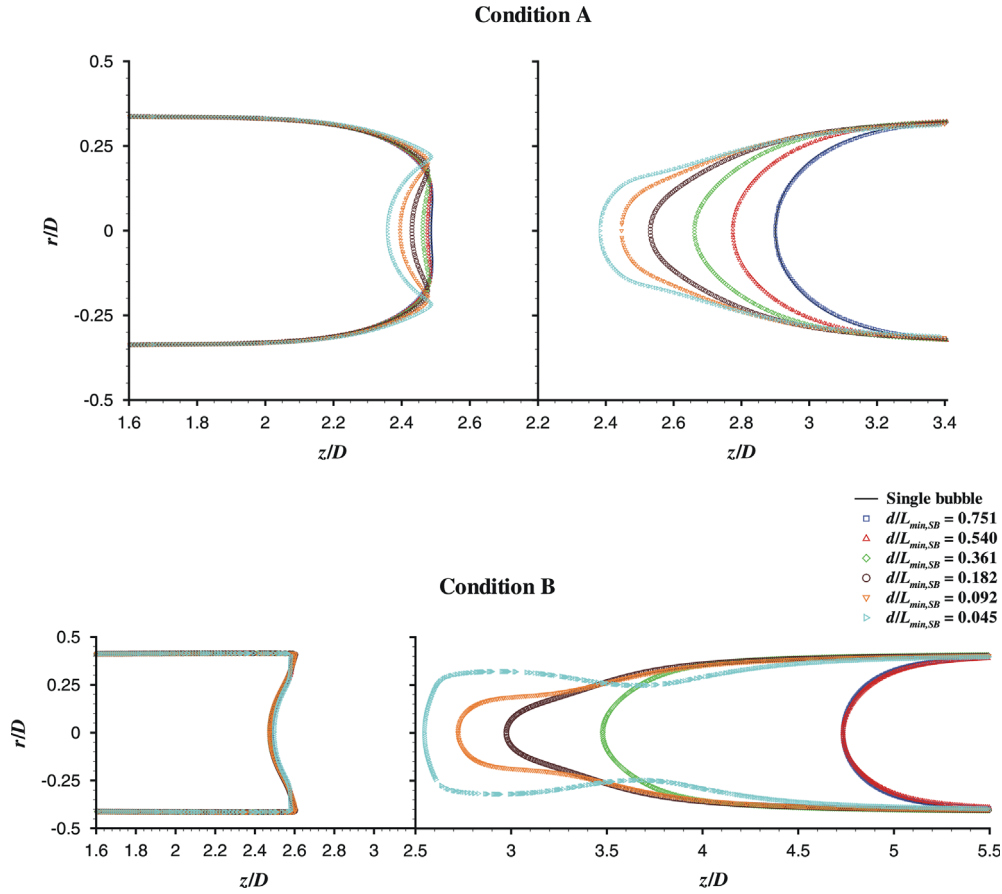 Condition A
0.5
0.25
0
-0.25
-0.5
r/D
1.6 1.8 2 2.2 2.4 2.6 2.2 2.4 2.6 2.8 3 3.2 3.4
z/D z/D
Single bubble
d/Lmin,SB = 0.751
d/Lmin,SB = 0.540
d/Lmin,SB = 0.361
d/Lmin,SB = 0.182
d/Lmin,SB = 0.092
d/Lmin,SB = 0.045
Condition B
0.5
0.25
0
-0.25
-0.5
r/D
1.6 1.8 2 2.2 2.4 2.6 2.8 3 2.5 3 3.5 4 4.5 5 5.5
z/D z/D